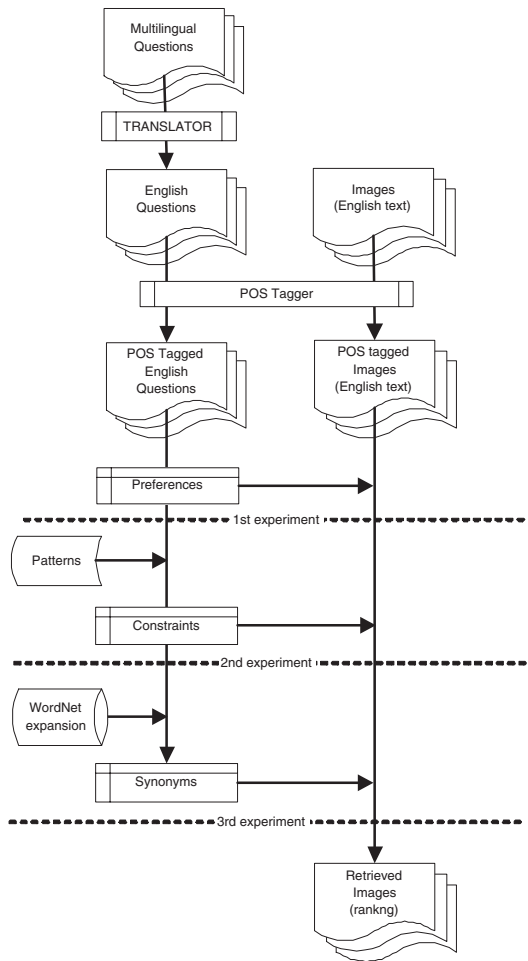 Multilingual
Questions
TRANSLATOR
English
Questions
Images
(English text)
POS Tagger
POS Tagged
English
Questions
POS tagged
Images
(English text)
Preferences
1st experiment
Patterns
Constraints
2nd experiment
WordNet
expansion
Synonyms
3rd experiment
Retrieved
Images
(rankng)